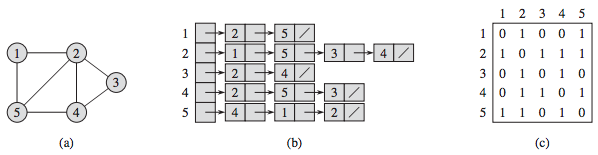 1 2
3
5 4
(a)
1 2 5 /
2 1 5 3 4 /
3 2 4 /
4 2 5 3 /
5 4 1 2 /
(b)
1 2 3 4 5
1 0 1 0 0 1
2 1 0 1 1 1
3 0 1 0 1 0
4 0 1 1 0 1
5 1 1 0 1 0
(c)